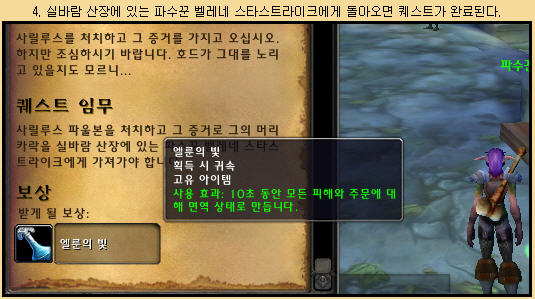 4. 실바람 산장에 있는 파수꾼 벨레네 스타스트라이크에게 돌아오면 퀘스트가 완료된다.
사릴루스를 처치하고 그 증거를 가지고 오십시오.
하지만 조심하시기 바랍니다. 호드가 그대를 노리
고 있을지도 모르니...
퀘스트 임무
사릴루스 파울본을 처치하고 그 증거로 그의 머리
카락을 실바람 산장에 있는 파수꾼 벨레네 스타스
트라이크에게 가져가야 합니
보상
받게 될 보상:
엘룬의 빛
엘룬의 빛
획득 시 귀속
고유 아이템
사용 효과: 10초 동안 모든 피해와 주문에 대
해 면역 상태로 만듭니다.
파수꾼